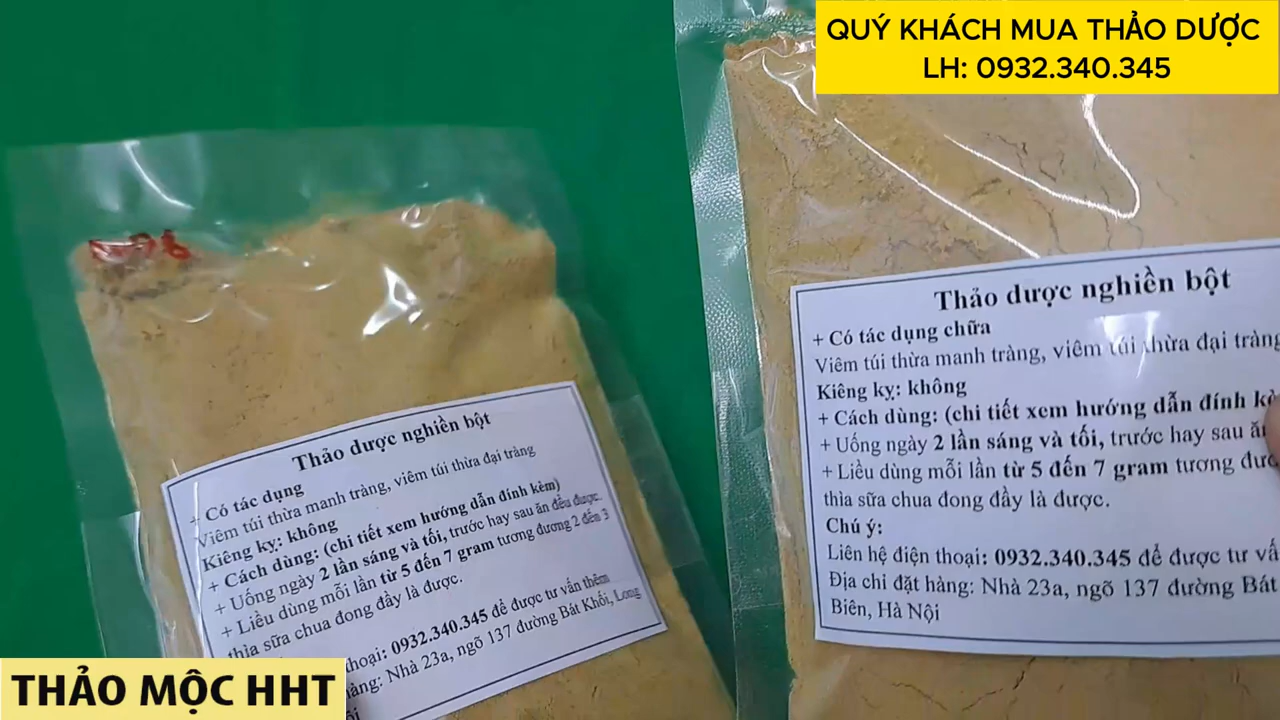 QUÝ KHÁCH MUA THẢO DƯỢC
LH: 0932.340.345
Thảo dược nghiền bột
+ Có tác dụng
Viêm túi thừa manh tràng, viêm túi thừa đại tràng
Kiêng kỵ: không
+ Cách dùng: (chi tiết xem hướng dẫn đính kèm)
+ Uống ngày 2 lần sáng và tối, trước hay sau ăn đều được.
+ Liều dùng mỗi lần từ 5 đến 7 gram tương đương 2 đến 3
thìa sữa chua đong đầy là được.
thoại: 0932.340.345 để được tư vấn thêm
hàng: Nhà 23a, ngõ 137 đường Bát Khối, Long
Thảo dược nghiền bột
+ Có tác dụng chữa
Viêm túi thừa manh tràng, viêm túi thừa đại tràng
Kiêng kỵ: không
+ Cách dùng: (chi tiết xem hướng dẫn đính
+ Uống ngày 2 lần sáng và tối, trước hay sau ăn
+ Liều dùng mỗi lần từ 5 đến 7 gram tương
thìa sữa chua đong đầy là được.
Chú ý:
Liên hệ điện thoại: 0932.340.345 để được tư
Địa chỉ đặt hàng: Nhà 23a, ngõ 137 đường Bát
Biên, Hà Nội
THẢO MỘC HHT